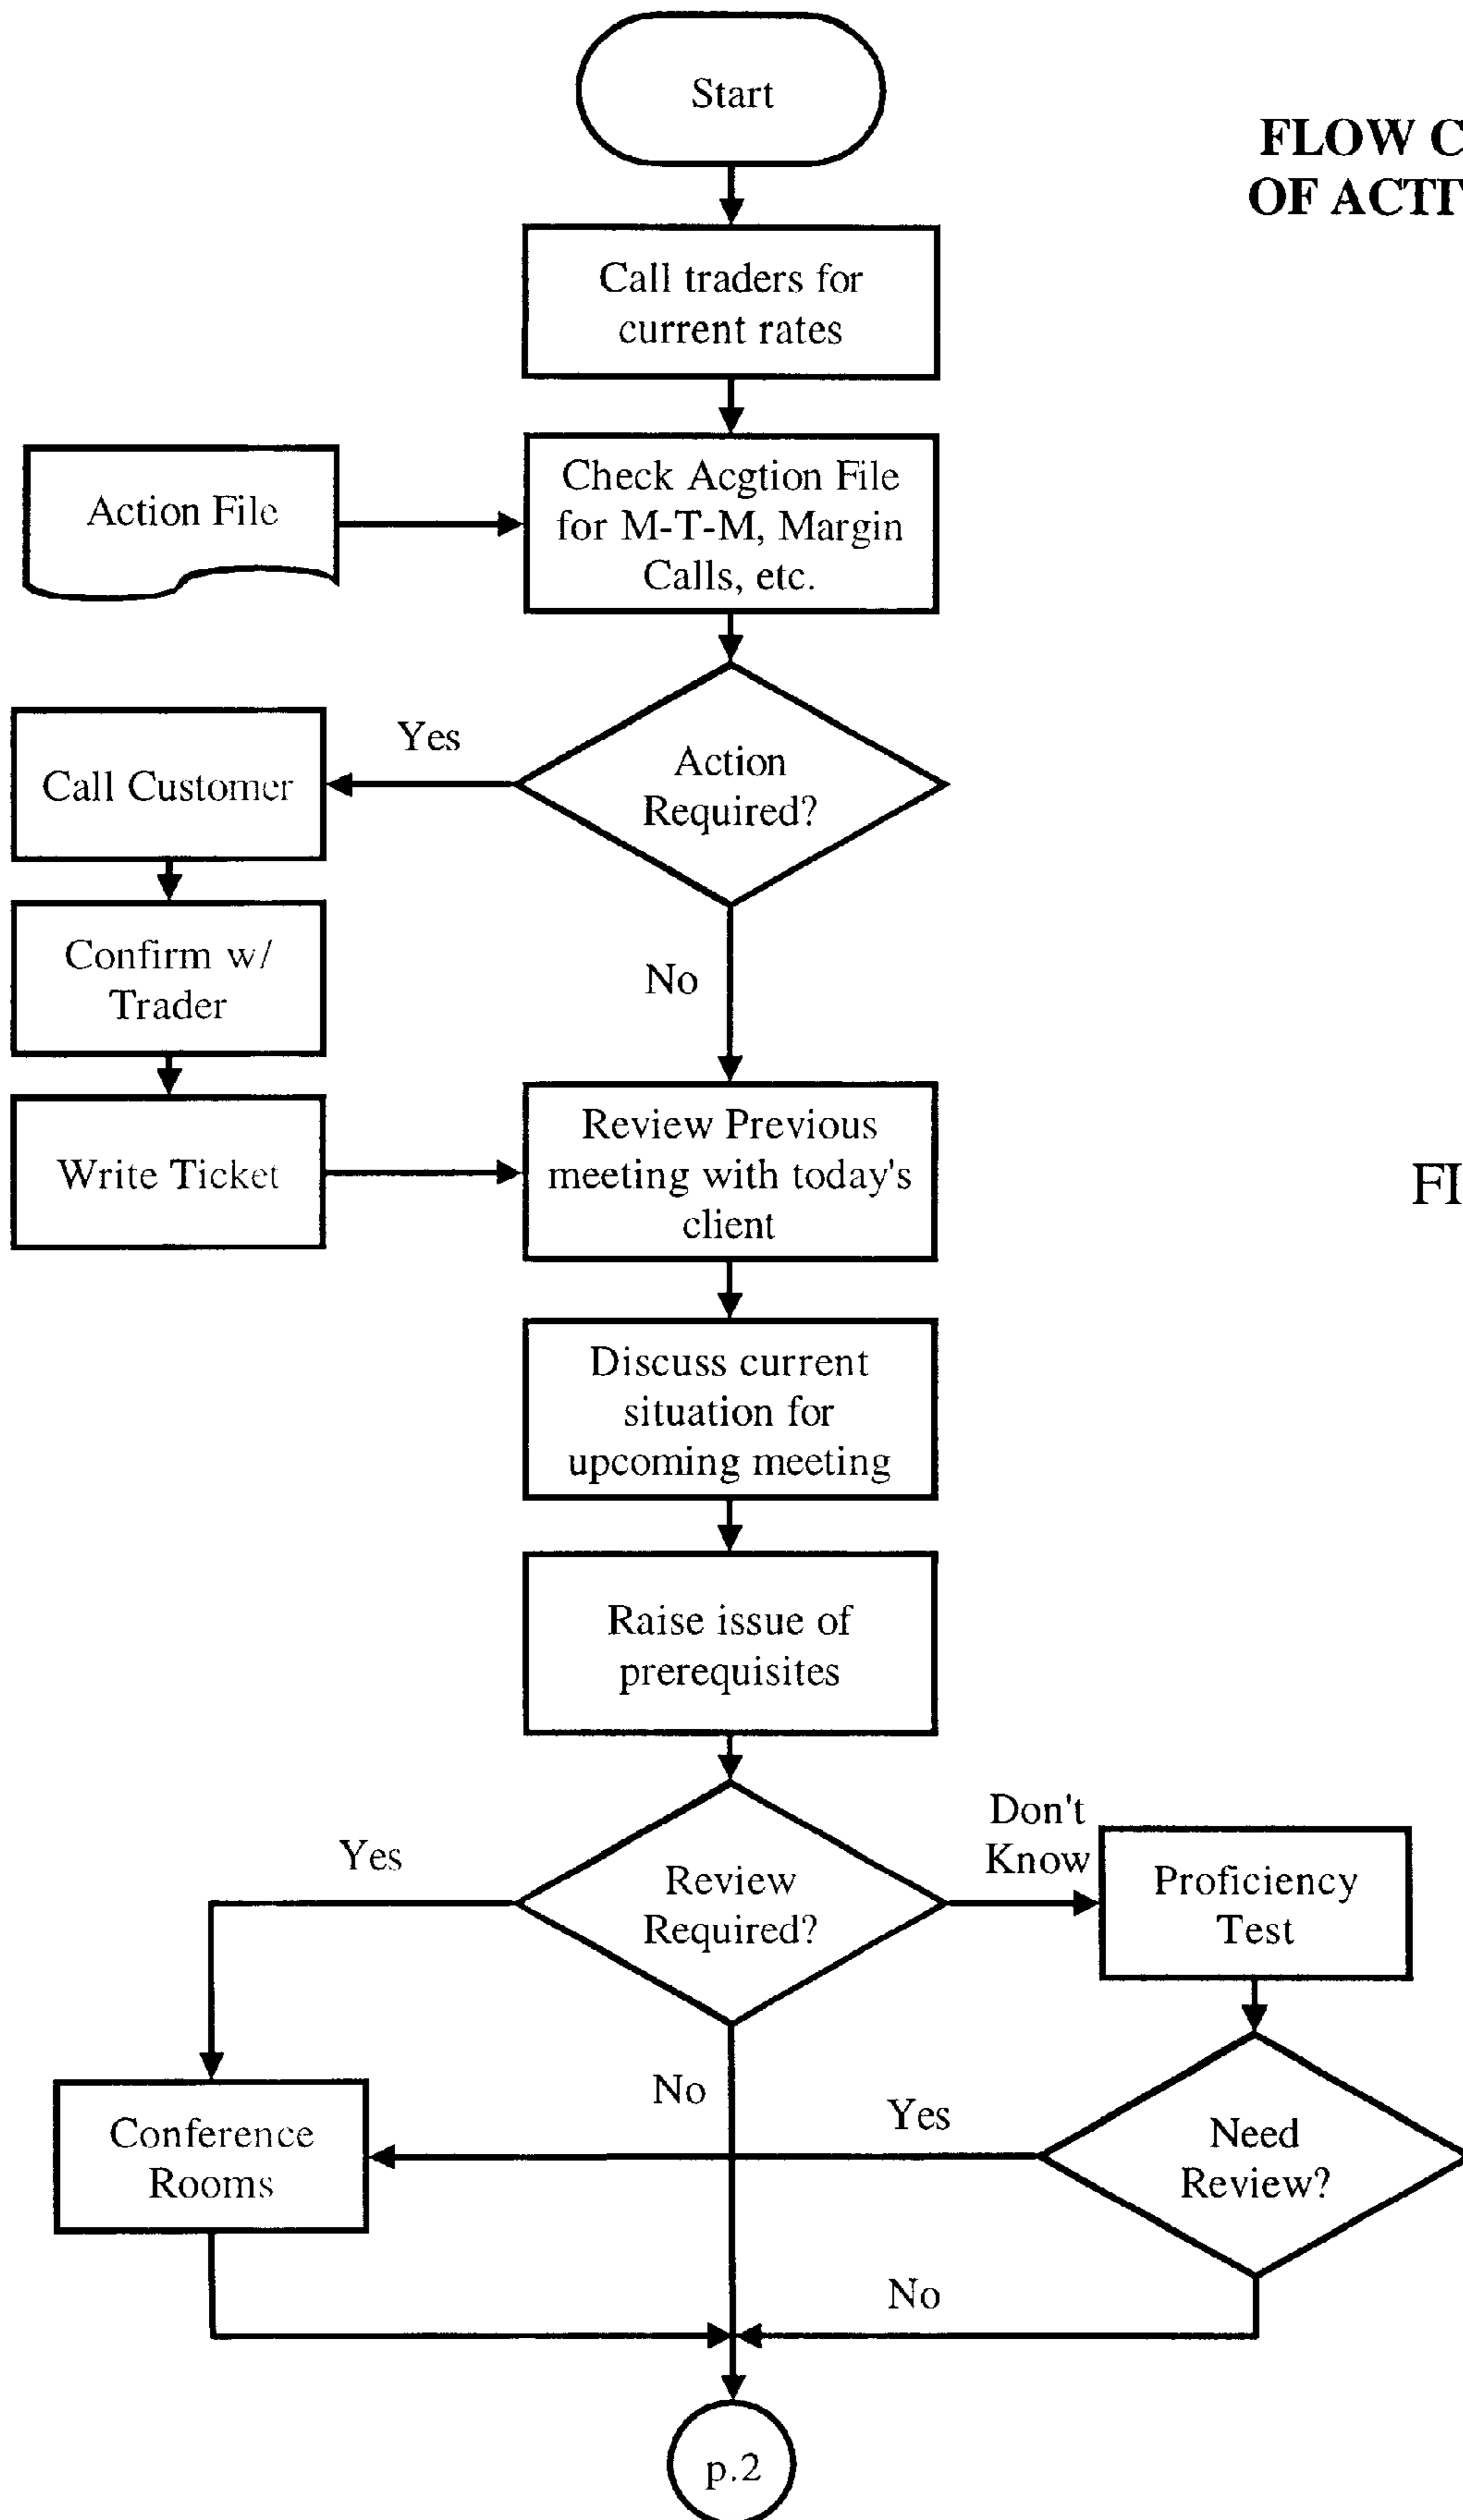 Start
FLOW C
OF ACTI
Call traders for
current rates
Action File
Check Acgtion File
for M-T-M, Margin
Calls, etc.
Yes
Action
Required?
Call Customer
Confirm w/
Trader
No
Write Ticket
Review Previous
meeting with today's
client
FI
Discuss current
situation for
upcoming meeting
Raise issue of
prerequisites
Yes
Review
Required?
Don't
Know
Proficiency
Test
No
Conference
Rooms
Yes
Need
Review?
No
p.2